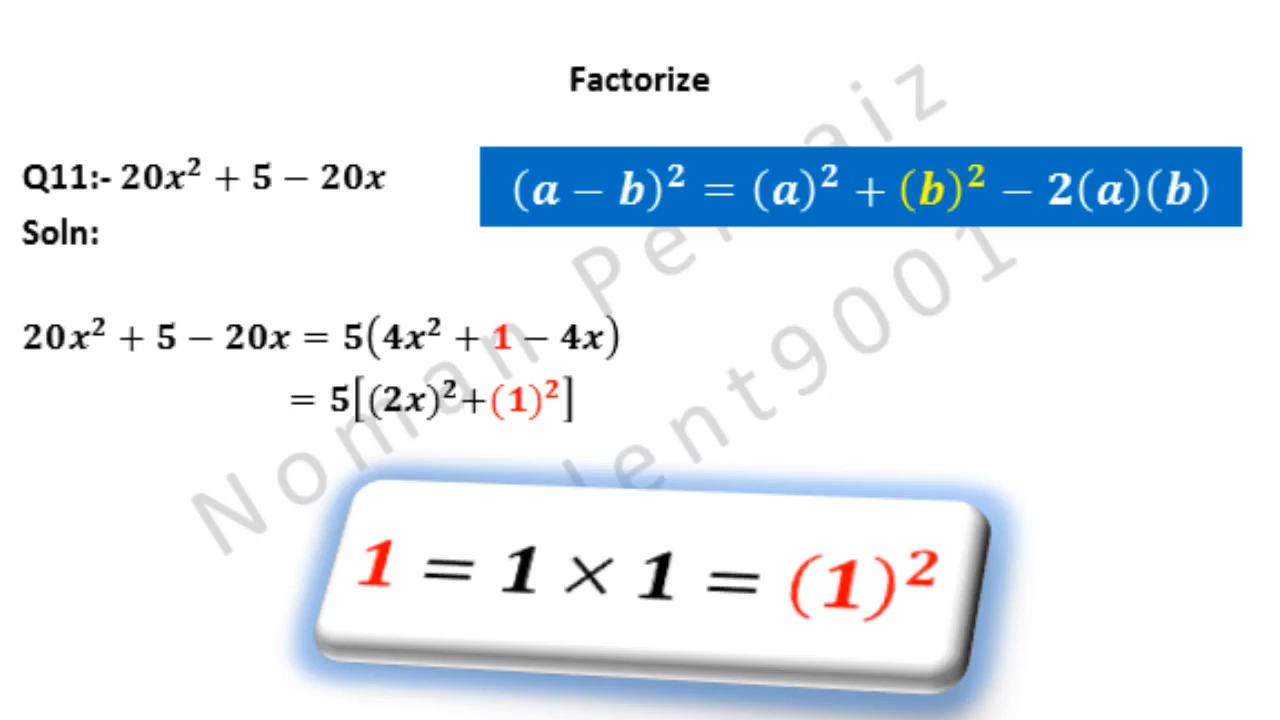 Factorize
Q11:- 20x² + 5 − 20x
(a − b)² = (a)² + (b)² − 2(a)(b)
Soln:
20x² + 5 − 20x = 5(4x² + 1 − 4x)
= 5[(2x)²+(1)²]
1 = 1 × 1 = (1)²